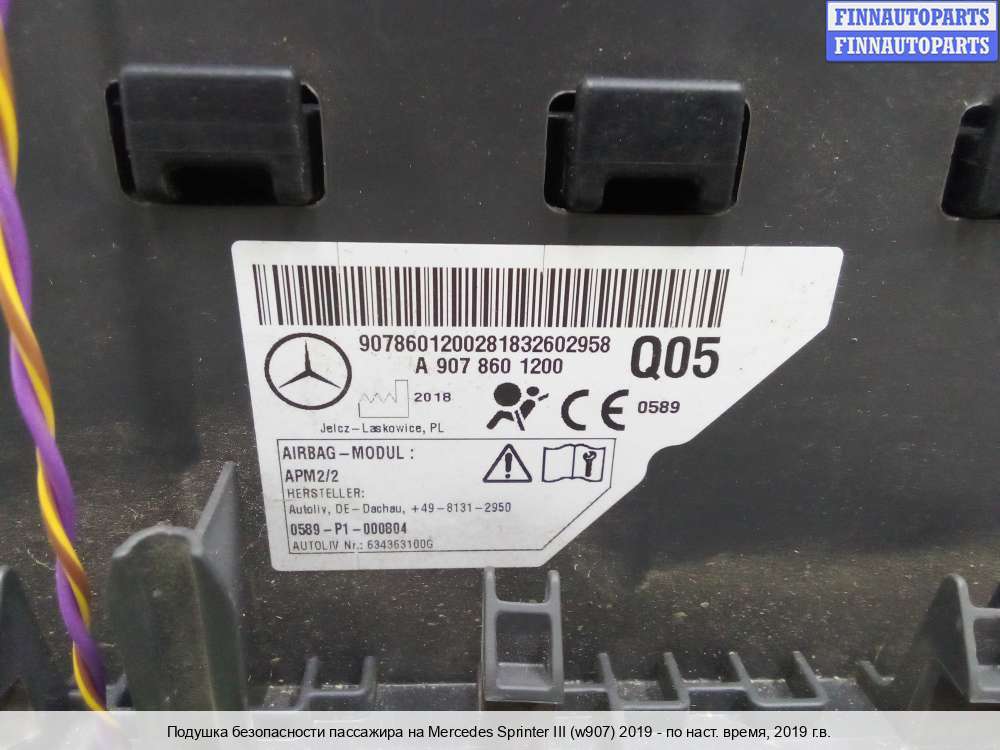 FINNAUTOPARTS
FINNAUTOPARTS
9078601200281832602958
A 907 860 1200
Q05
2018
Jelcz-Laskowice, PL
CE 0589
AIRBAG-MODUL :
APM2/2
HERSTELLER:
Autoliv, DE-Dachau, +49-8131-2950
0589-P1-000804
AUTOLIV Nr.: 634363100G
Подушка безопасности пассажира на Mercedes Sprinter III (w907) 2019 - по наст. время, 2019 г.в.